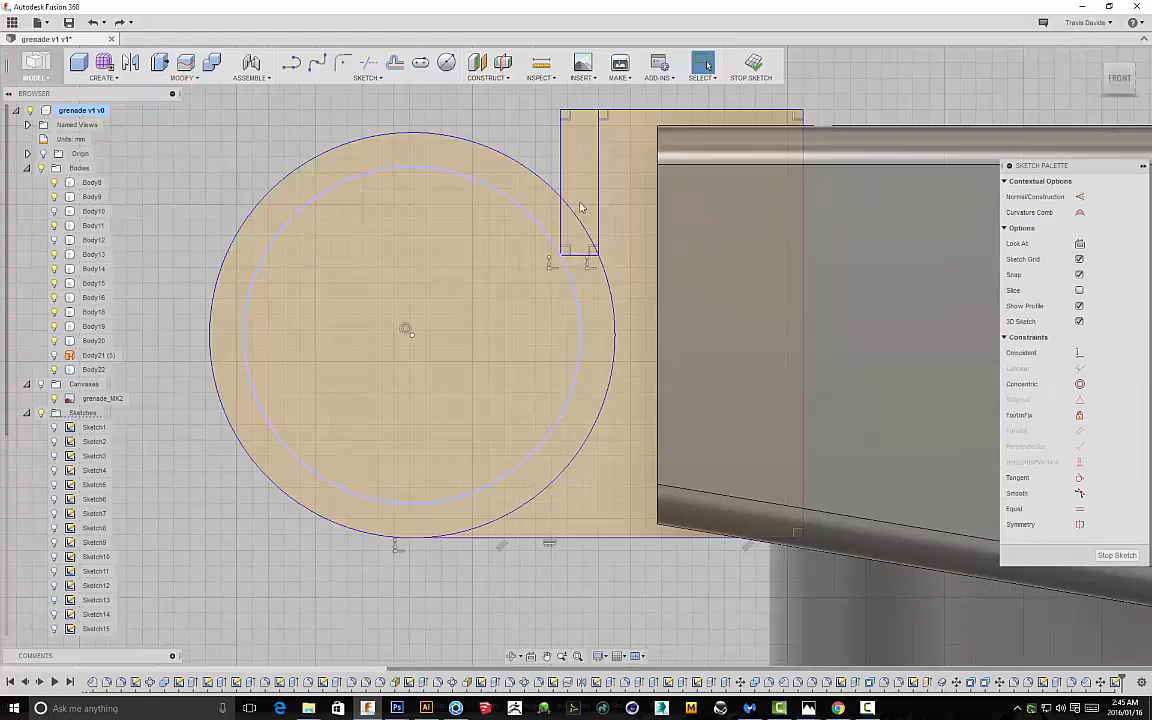 Autodesk Fusion 360
Travis Davids
grenade v1 v1*
MODEL
CREATE
MODIFY
ASSEMBLE
SKETCH
CONSTRUCT
INSPECT
INSERT
MAKE
ADD-INS
SELECT
STOP SKETCH
FRONT
BROWSER
grenade v1 v0
Named Views
Units: mm
Origin
Bodies
Body8
Body9
Body10
Body11
Body12
Body13
Body14
Body15
Body16
Body18
Body19
Body20
Body21 (5)
Body22
Canvases
grenade_MK2
Sketches
Sketch1
Sketch2
Sketch3
Sketch4
Sketch5
Sketch6
Sketch7
Sketch8
Sketch9
Sketch10
Sketch11
Sketch12
Sketch13
Sketch14
Sketch15
SKETCH PALETTE
Contextual Options
Normal/Construction
Curvature Comb
Options
Look At
Sketch Grid
Snap
Slice
Show Profile
3D Sketch
Constraints
Coincident
Colinear
Concentric
Midpoint
Fix/UnFix
Parallel
Perpendicular
Horizontal/Vertical
Tangent
Smooth
Equal
Symmetry
Stop Sketch
COMMENTS
Ask me anything
2:45 AM
2016/01/16